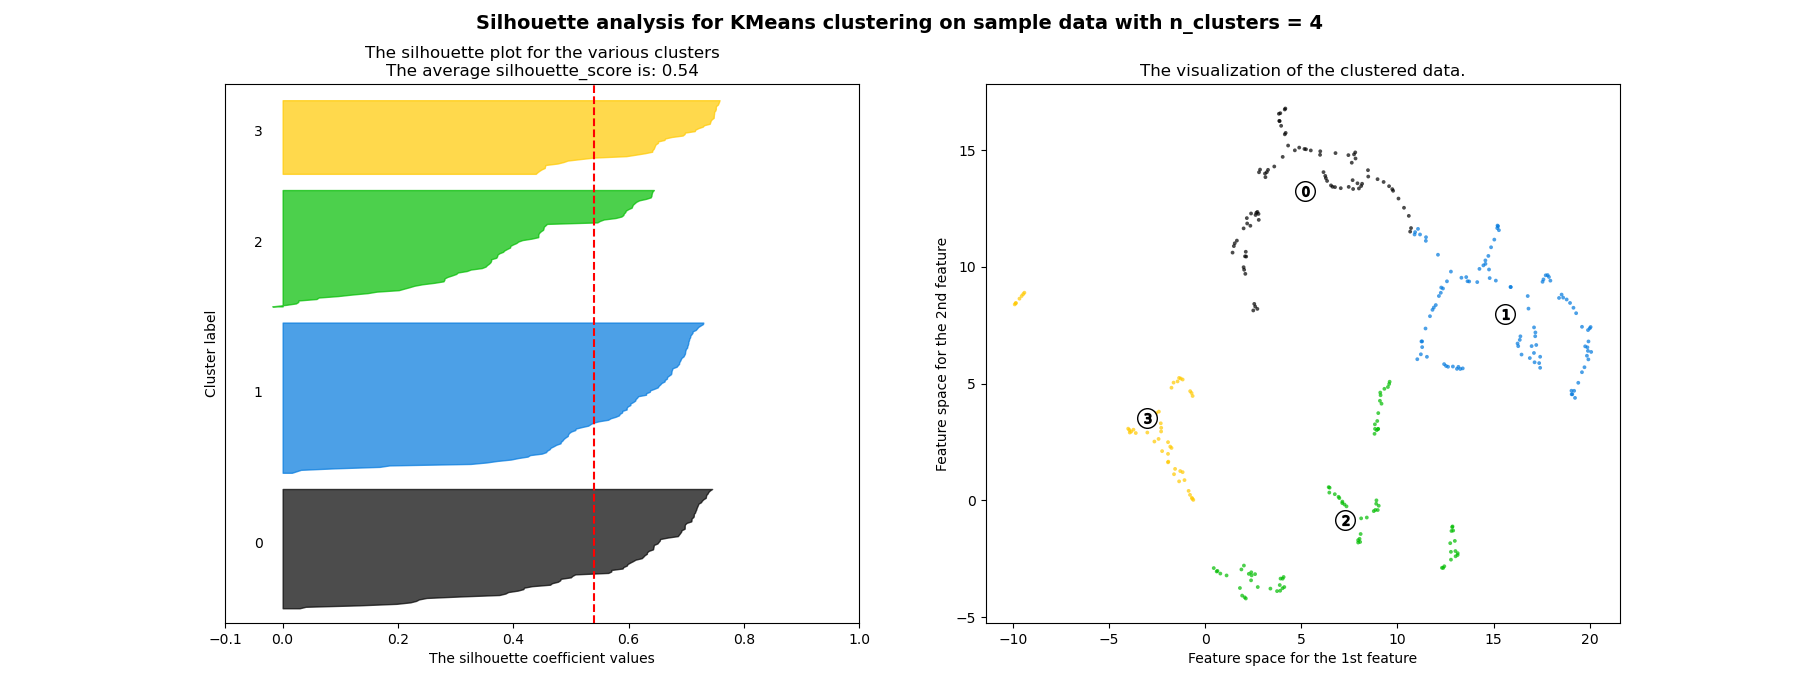 Silhouette analysis for KMeans clustering on sample data with n_clusters = 4
The silhouette plot for the various clusters
The average silhouette_score is: 0.54
3
2
1
0
Cluster label
−0.1 0.0 0.2 0.4 0.6 0.8 1.0
The silhouette coefficient values
The visualization of the clustered data.
15
10
5
0
−5
Feature space for the 2nd feature
0
1
3
2
−10 −5 0 5 10 15 20
Feature space for the 1st feature